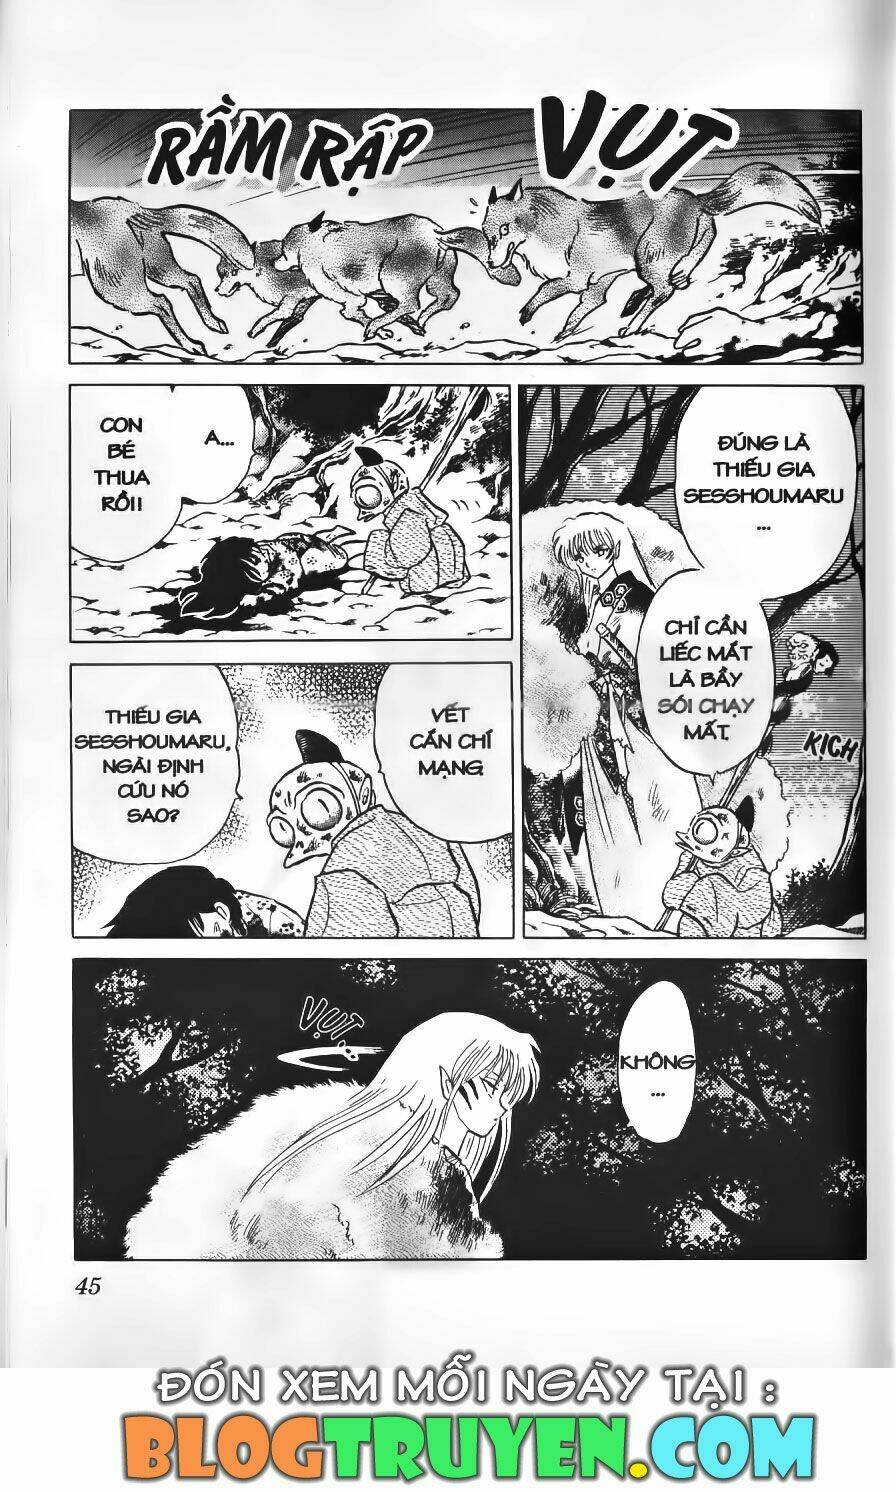 VỤT
RẦM RẬP
ĐÚNG LÀ
THIẾU GIA
SESSHOUMARU
...
CHỈ CẦN
LIẾC MẮT
LÀ BẦY
SÓI CHẠY
MẤT.
KỊCH
A...
CON
BÉ
THUA
RỒI!!
VẾT
CẮN CHÍ
MẠNG.
THIẾU GIA
SESSHOUMARU,
NGÀI ĐỊNH
CỨU NÓ
SAO?
KHÔNG
...
VỤT
45
ĐÓN XEM MỖI NGÀY TẠI :
BLOGTRUYEN.COM